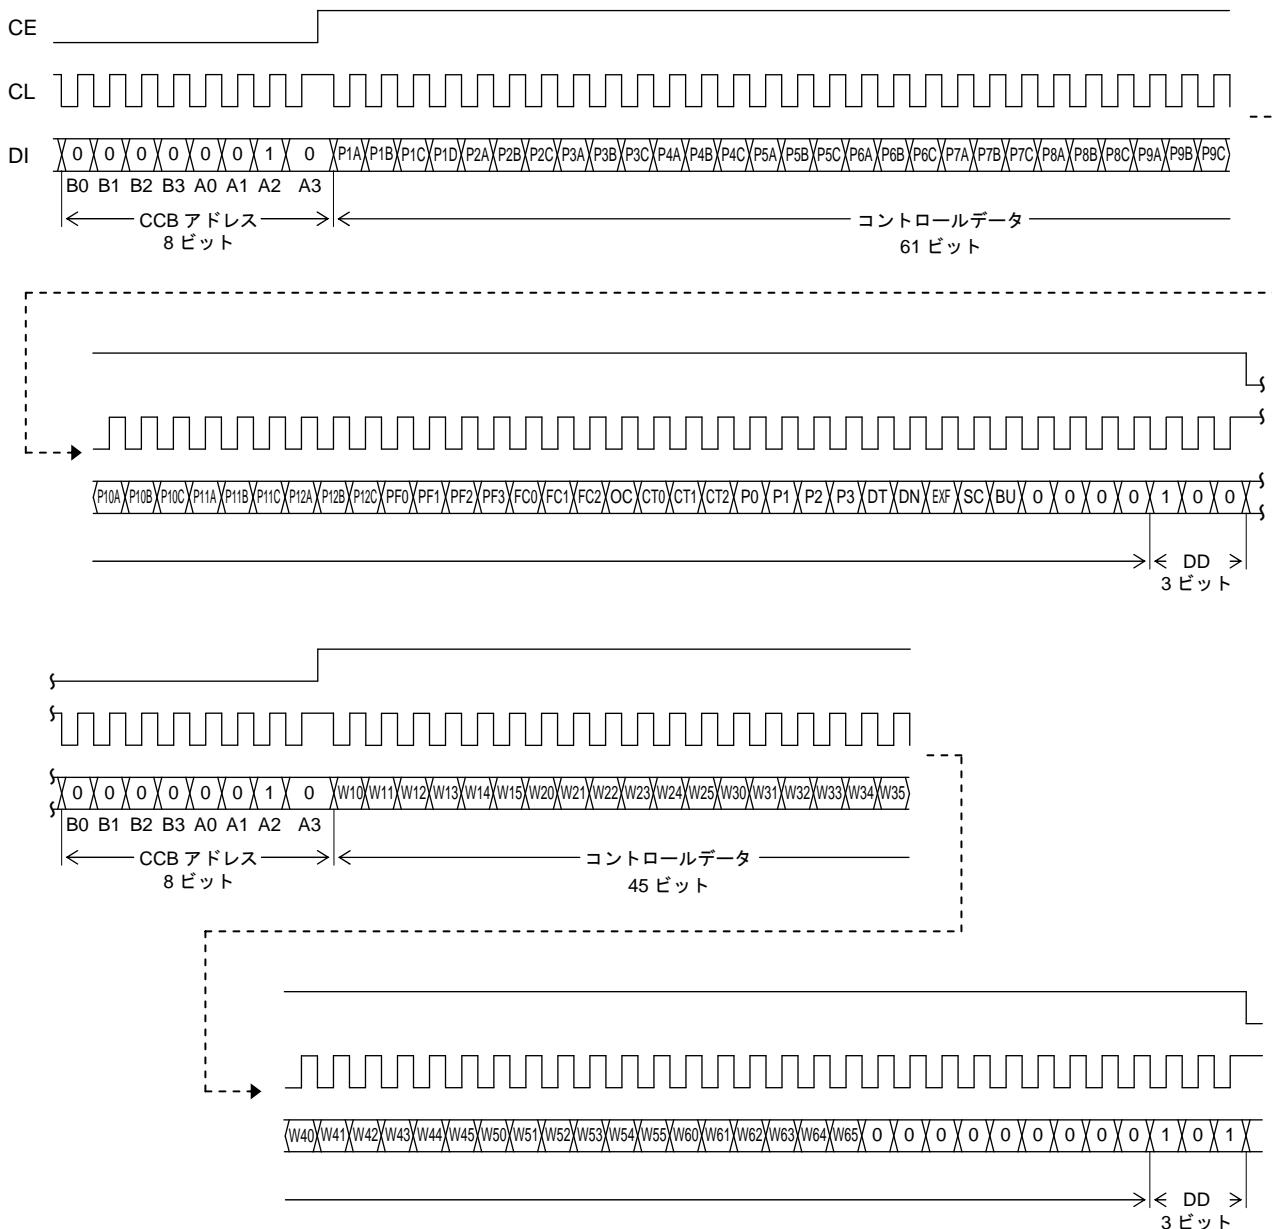 CE
CL
DI 0 0 0 0 0 0 1 0 P1A P1B P1C P1D P2A P2B P2C P3A P3B P3C P4A P4B P4C P5A P5B P5C P6A P6B P6C P7A P7B P7C P8A P8B P8C P9A P9B P9C
B0 B1 B2 B3 A0 A1 A2 A3
CCB アドレス コントロールデータ
8 ビット 61 ビット
P10A P10B P10C P11A P11B P11C P12A P12B P12C PF0 PF1 PF2 PF3 FC0 FC1 FC2 OC CT0 CT1 CT2 P0 P1 P2 P3 DT DN EXF SC BU 0 0 0 0 1 0 0
DD
3 ビット
0 0 0 0 0 0 1 0 W10 W11 W12 W13 W14 W15 W20 W21 W22 W23 W24 W25 W30 W31 W32 W33 W34 W35
B0 B1 B2 B3 A0 A1 A2 A3
CCB アドレス コントロールデータ
8 ビット 45 ビット
W40 W41 W42 W43 W44 W45 W50 W51 W52 W53 W54 W55 W60 W61 W62 W63 W64 W65 0 0 0 0 0 0 0 0 0 1 0 1
DD
3 ビット